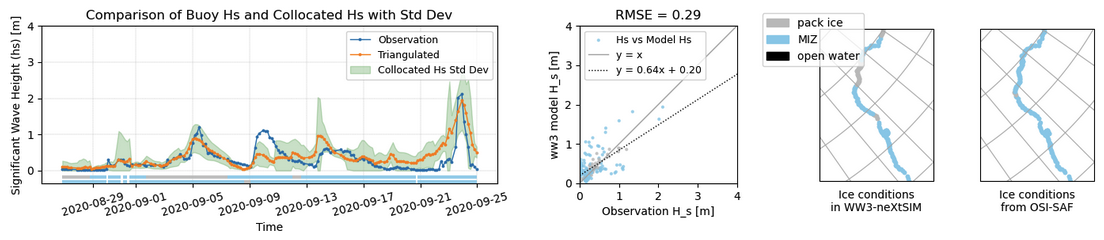 Comparison of Buoy Hs and Collocated Hs with Std Dev
Significant Wave Height (hs) [m]
4
3
2
1
0
Observation
Triangulated
Collocated Hs Std Dev
2020-08-29
2020-09-01
2020-09-05
2020-09-09
2020-09-13
2020-09-17
2020-09-21
2020-09-25
Time
RMSE = 0.29
ww3 model H_s [m]
4
3
2
1
0
Hs vs Model Hs
y = x
y = 0.64x + 0.20
0
1
2
3
4
Observation H_s [m]
pack ice
MIZ
open water
Ice conditions
in WW3-neXtSIM
Ice conditions
from OSI-SAF